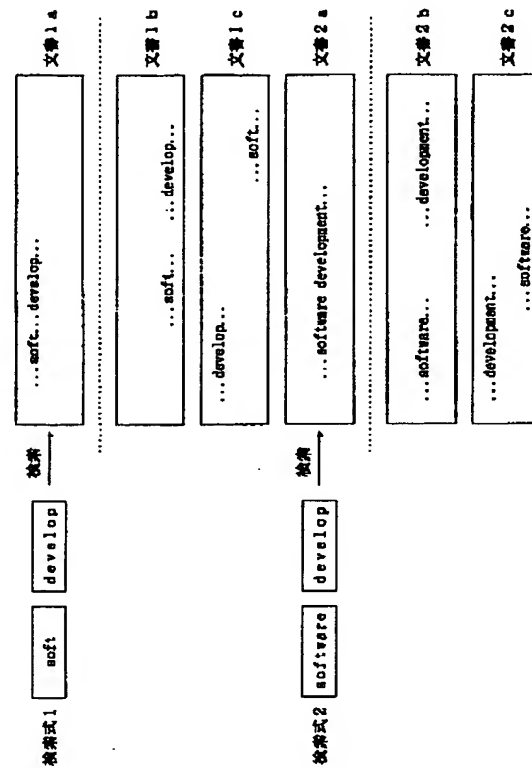 検索式1
soft
develop
検索
...soft...develop...
文書1a
...soft...
...develop...
文書1b
...develop...
...soft...
文書1c
検索式2
software
develop
検索
...software development...
文書2a
...software...
...development...
文書2b
...development...
...software...
文書2c